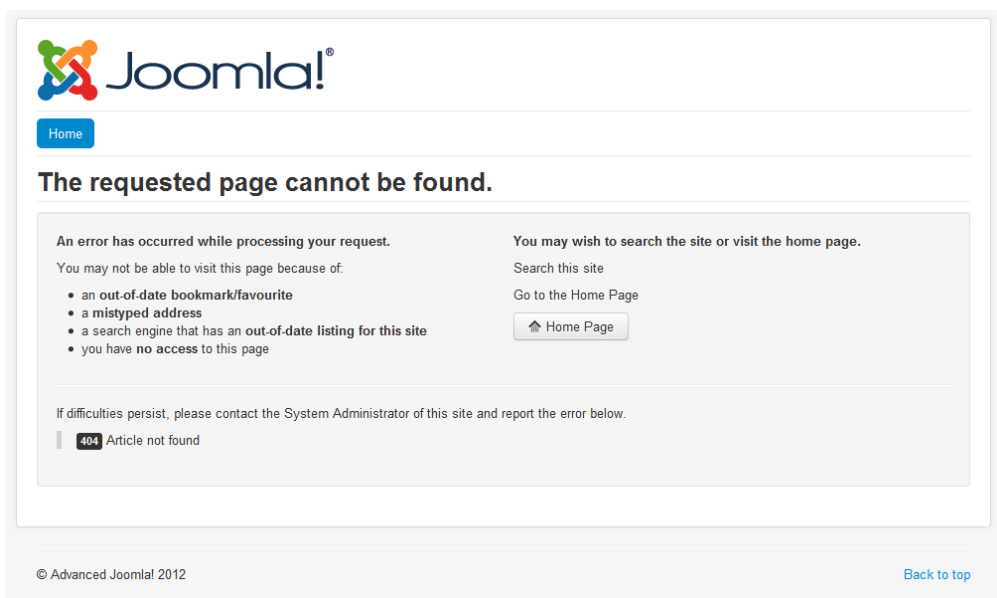 Joomla!®
Home
The requested page cannot be found.
An error has occurred while processing your request.
You may not be able to visit this page because of:
an out-of-date bookmark/favourite
a mistyped address
a search engine that has an out-of-date listing for this site
you have no access to this page
You may wish to search the site or visit the home page.
Search this site
Go to the Home Page
Home Page
If difficulties persist, please contact the System Administrator of this site and report the error below.
404 Article not found
© Advanced Joomla! 2012
Back to top